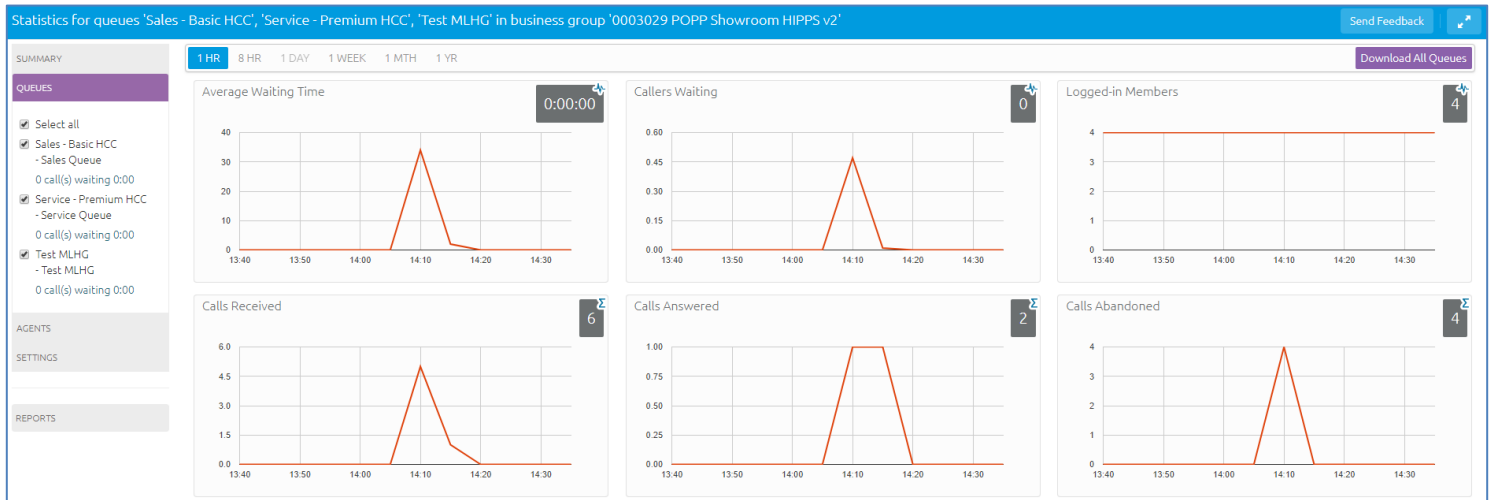 Statistics for queues 'Sales - Basic HCC', 'Service - Premium HCC', 'Test MLHG' in business group '0003029 POPP Showroom HIPPS v2'
Send Feedback
SUMMARY
QUEUES
Select all
Sales - Basic HCC
- Sales Queue
0 call(s) waiting 0:00
Service - Premium HCC
- Service Queue
0 call(s) waiting 0:00
Test MLHG
- Test MLHG
0 call(s) waiting 0:00
AGENTS
SETTINGS
REPORTS
1 HR 8 HR 1 DAY 1 WEEK 1 MTH 1 YR
Download All Queues
Average Waiting Time
0:00:00
40
30
20
10
0
13:40 13:50 14:00 14:10 14:20 14:30
Callers Waiting
0
0.60
0.45
0.30
0.15
0.00
13:40 13:50 14:00 14:10 14:20 14:30
Logged-in Members
4
4
3
2
1
0
13:40 13:50 14:00 14:10 14:20 14:30
Calls Received
Σ
6
6.0
4.5
3.0
1.5
0.0
13:40 13:50 14:00 14:10 14:20 14:30
Calls Answered
Σ
2
1.00
0.75
0.50
0.25
0.00
13:40 13:50 14:00 14:10 14:20 14:30
Calls Abandoned
Σ
4
4
3
2
1
0
13:40 13:50 14:00 14:10 14:20 14:30